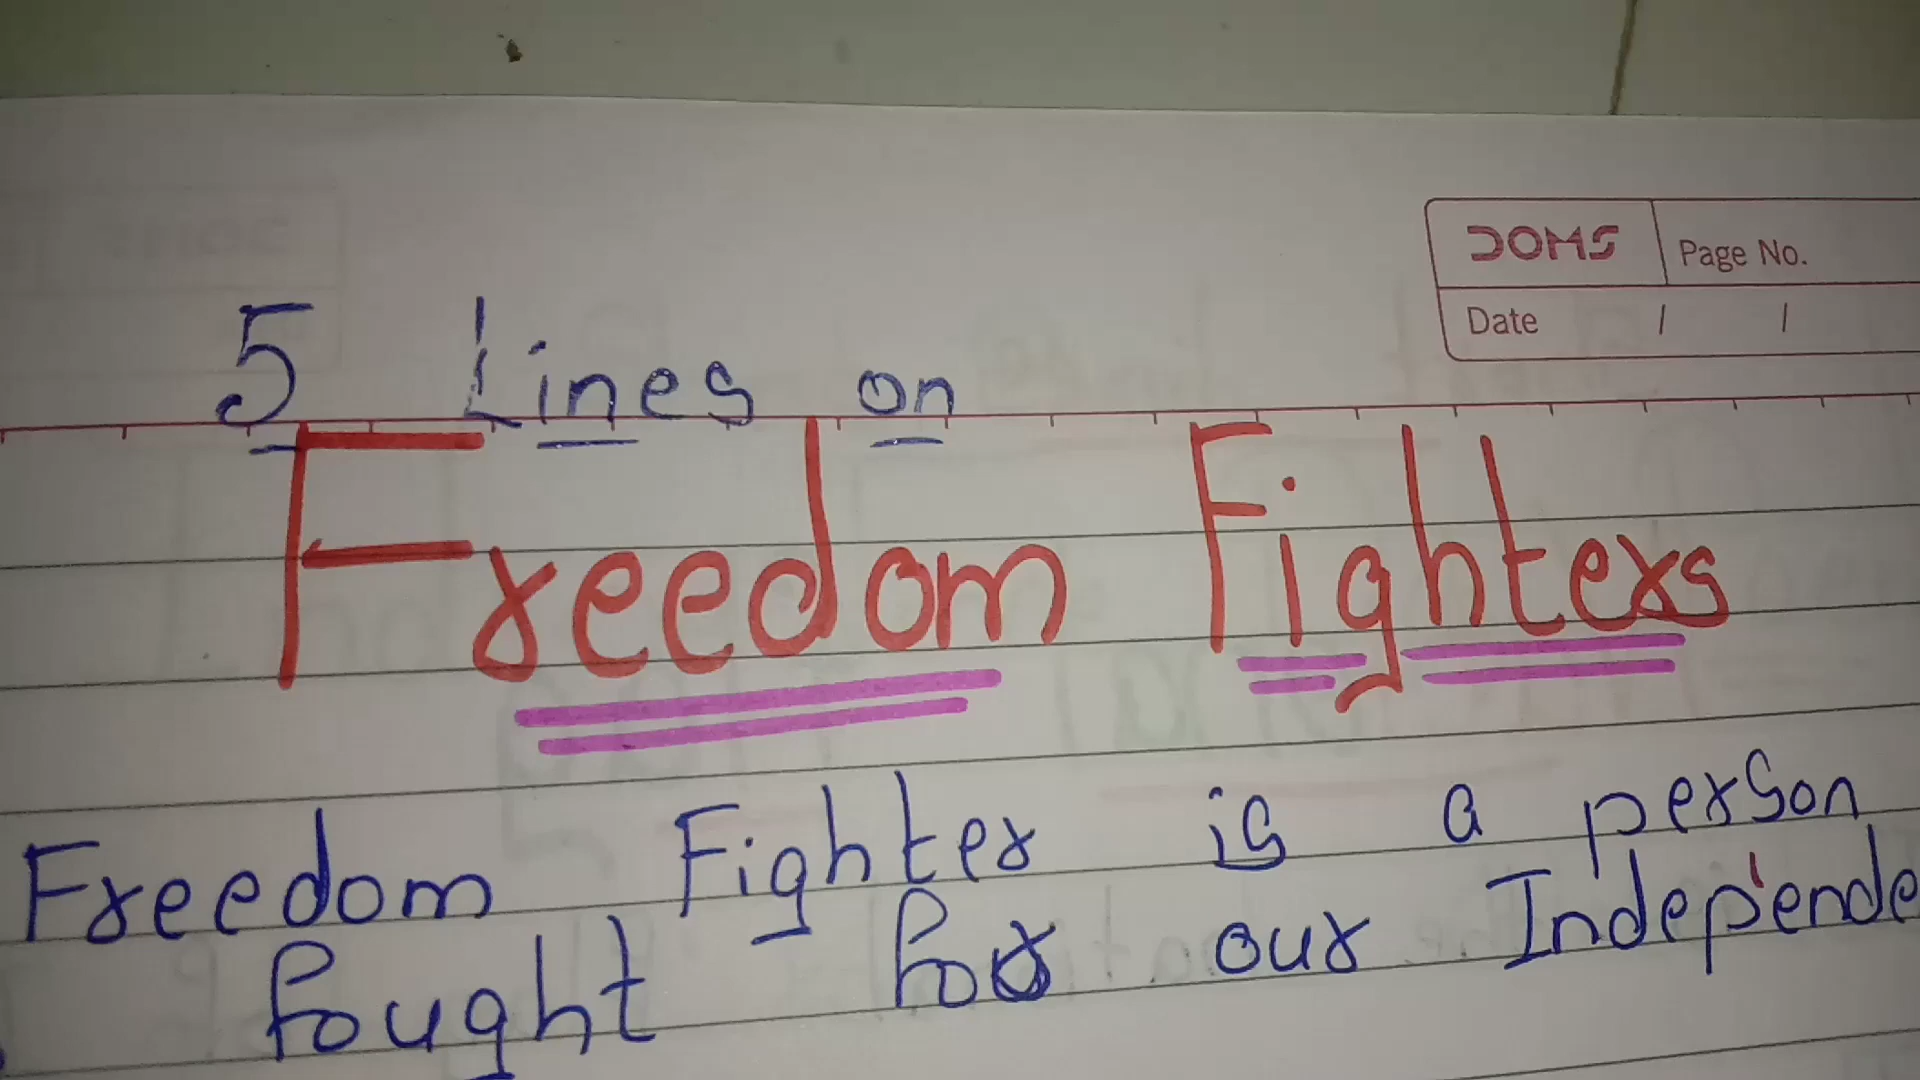 DOMS Page No.
Date / /
5 Lines on
Freedom Fighters
Freedom Fighter is a person
fought for our Independe